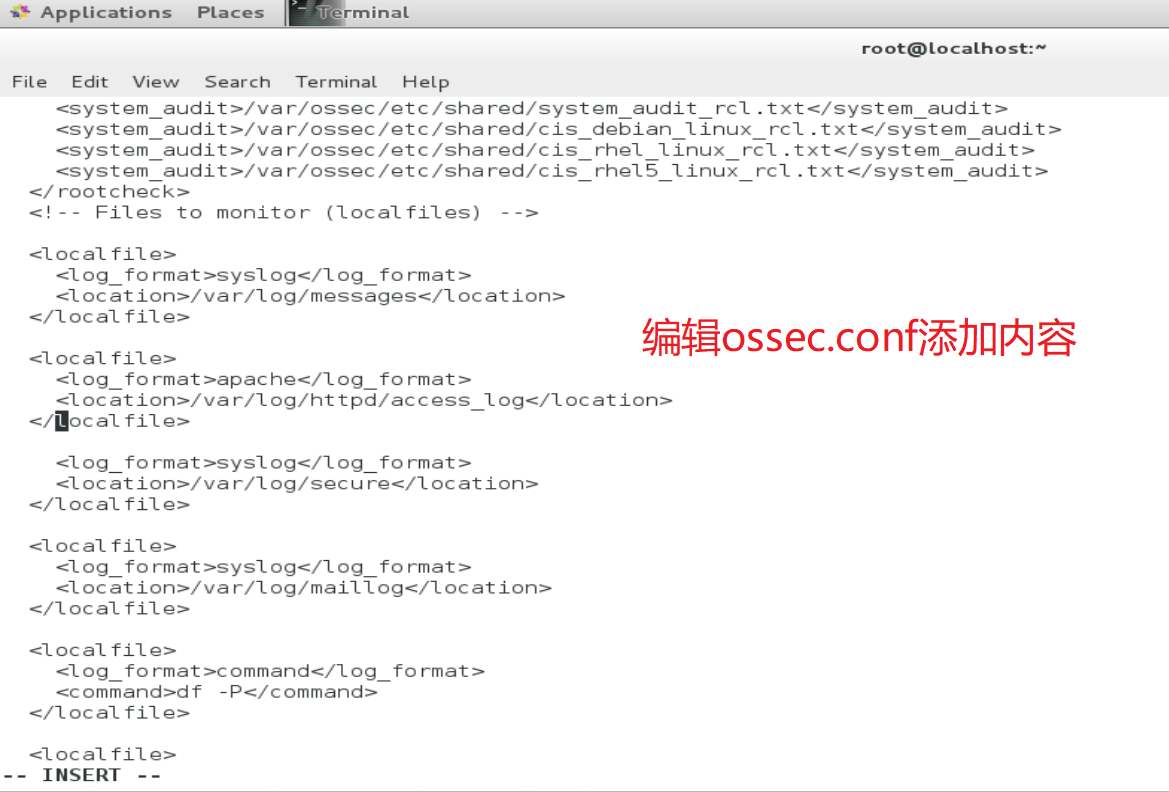 Applications Places Terminal
root@localhost:~
File Edit View Search Terminal Help
<system_audit>/var/ossec/etc/shared/system_audit_rcl.txt</system_audit>
<system_audit>/var/ossec/etc/shared/cis_debian_linux_rcl.txt</system_audit>
<system_audit>/var/ossec/etc/shared/cis_rhel_linux_rcl.txt</system_audit>
<system_audit>/var/ossec/etc/shared/cis_rhel5_linux_rcl.txt</system_audit>
</rootcheck>
<!-- Files to monitor (localfiles) -->
<localfile>
<log_format>syslog</log_format>
<location>/var/log/messages</location>
</localfile>
编辑ossec.conf添加内容
<localfile>
<log_format>apache</log_format>
<location>/var/log/httpd/access_log</location>
</localfile>
<log_format>syslog</log_format>
<location>/var/log/secure</location>
</localfile>
<localfile>
<log_format>syslog</log_format>
<location>/var/log/maillog</location>
</localfile>
<localfile>
<log_format>command</log_format>
<command>df -P</command>
</localfile>
<localfile>
-- INSERT --